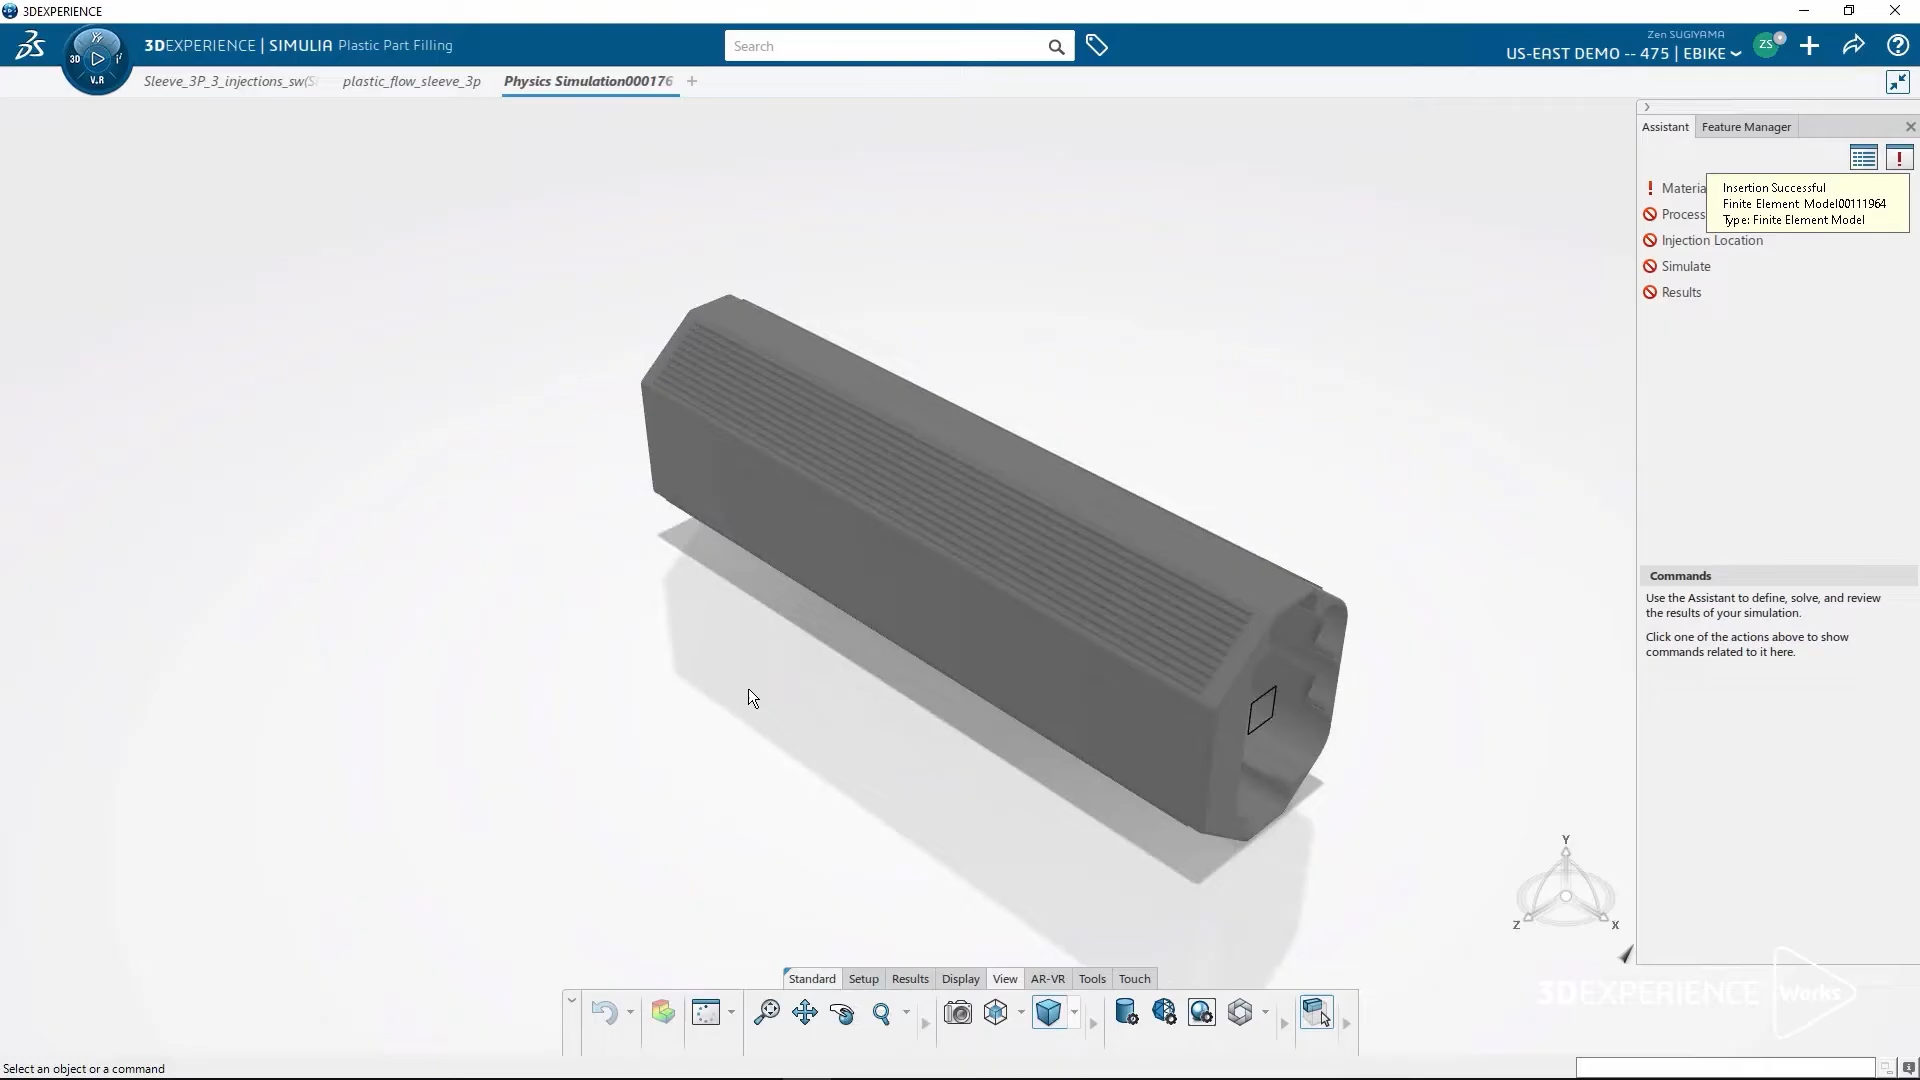 3DEXPERIENCE
3DEXPERIENCE | SIMULIA Plastic Part Filling
3D
V.R
Search
Zen SUGIYAMA
US-EAST DEMO -- 475 | EBIKE
ZS
Sleeve_3P_3_injections_sw(S
plastic_flow_sleeve_3p
Physics Simulation000176
Assistant
Feature Manager
Materia
Process
Injection Location
Simulate
Results
Insertion Successful
Finite Element Model00111964
Type: Finite Element Model
Commands
Use the Assistant to define, solve, and review
the results of your simulation.
Click one of the actions above to show
commands related to it here.
Y
Z
X
Standard
Setup
Results
Display
View
AR-VR
Tools
Touch
3DEXPERIENCE Works
Select an object or a command